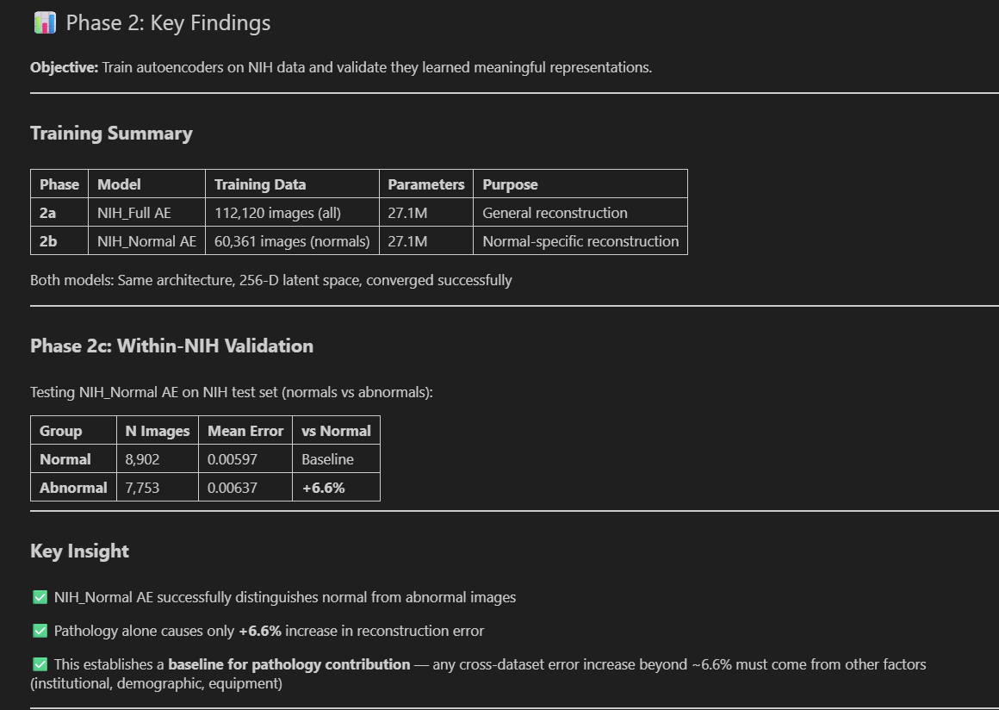 📊 Phase 2: Key Findings
Objective: Train autoencoders on NIH data and validate they learned meaningful representations.
Training Summary
Phase Model Training Data Parameters Purpose
2a NIH_Full AE 112,120 images (all) 27.1M General reconstruction
2b NIH_Normal AE 60,361 images (normals) 27.1M Normal-specific reconstruction
Both models: Same architecture, 256-D latent space, converged successfully
Phase 2c: Within-NIH Validation
Testing NIH_Normal AE on NIH test set (normals vs abnormals):
Group N Images Mean Error vs Normal
Normal 8,902 0.00597 Baseline
Abnormal 7,753 0.00637 +6.6%
Key Insight
✅ NIH_Normal AE successfully distinguishes normal from abnormal images
✅ Pathology alone causes only +6.6% increase in reconstruction error
✅ This establishes a baseline for pathology contribution — any cross-dataset error increase beyond ~6.6% must come from other factors
(institutional, demographic, equipment)